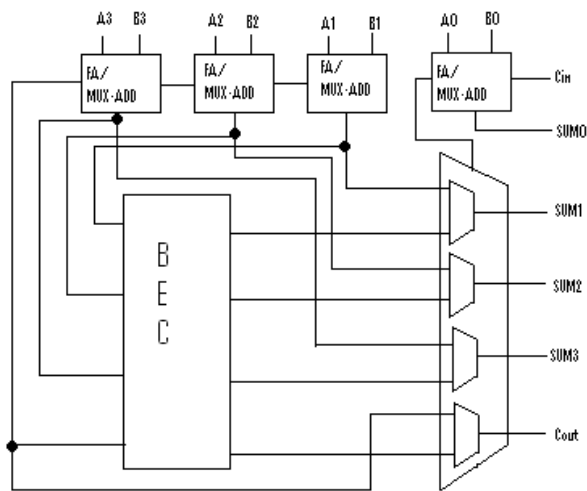 A3 B3 A2 B2 A1 B1 A0 B0
FA/
MUX-ADD
FA/
MUX-ADD
FA/
MUX-ADD
FA/
MUX-ADD
Cin
SUM0
SUM1
B
E
C
SUM2
SUM3
Cout